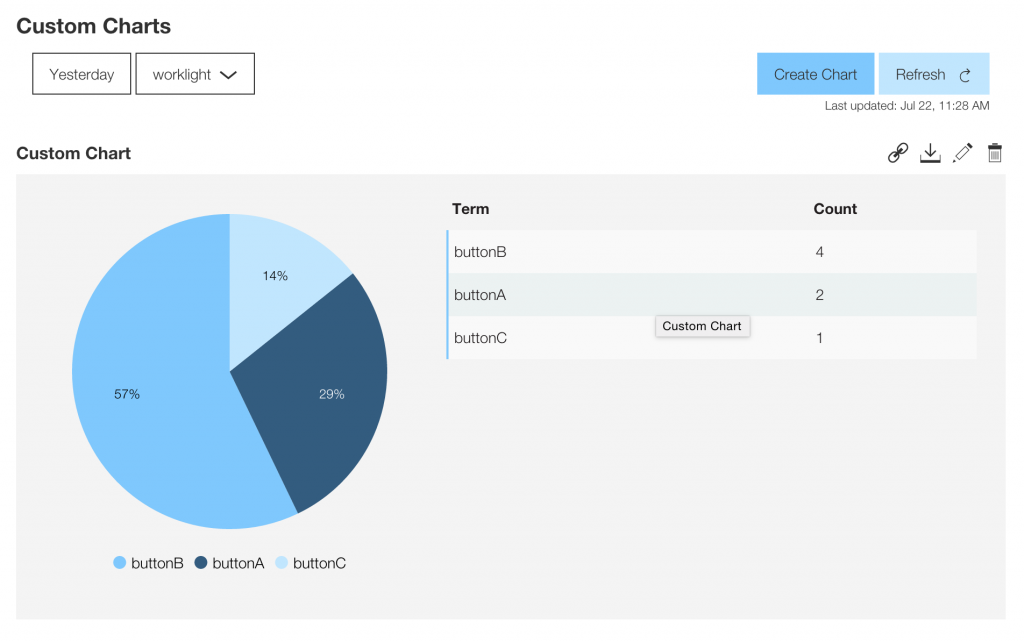 Custom Charts
Yesterday worklight Create Chart Refresh
Last updated: Jul 22, 11:28 AM
Custom Chart
Term Count
buttonB 4
14%
buttonA 2
Custom Chart
buttonC 1
57% 29%
buttonB buttonA buttonC